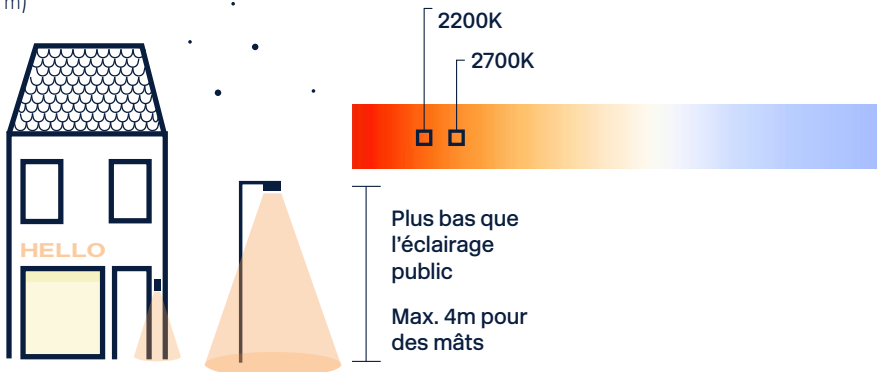 m)
2200K
2700K
HELLO
Plus bas que
l'éclairage
public
Max. 4m pour
des mâts